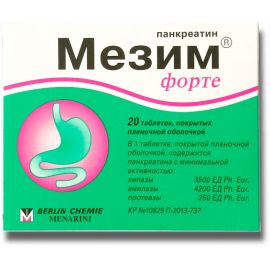 панкреатин
Мезим®
форте
20 таблеток, покрытых
пленочной оболочкой
В 1 таблетке, покрытой пленочной
оболочкой, содержится
панкреатина с минимальной
активностью:
липазы 3500 ЕД Ph. Eur.
амилазы 4200 ЕД Ph. Eur.
протеазы 250 ЕД Ph. Eur.
КР №10829 П-2013-737
BERLIN-CHEMIE
MENARINI